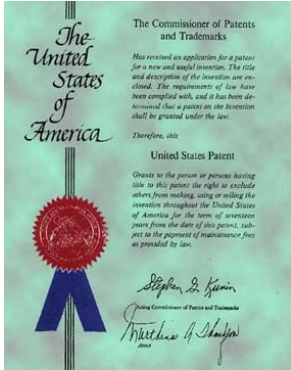 The
United
States
of
America
The Commissioner of Patents
and Trademarks
Has received an application for a patent
for a new and useful invention. The title
and description of the invention are en-
closed. The requirements of law have
been complied with, and it has been de-
termined that a patent on the invention
shall be granted under the law.
Therefore, this
United States Patent
Grants to the person or persons having
title to this patent the right to exclude
others from making, using or selling the
invention throughout the United States
of America for the term of seventeen
years from the date of this patent, sub-
ject to the payment of maintenance fees
as provided by law.
Stephen G. Kunin
Acting Commissioner of Patents and Trademarks
Attest